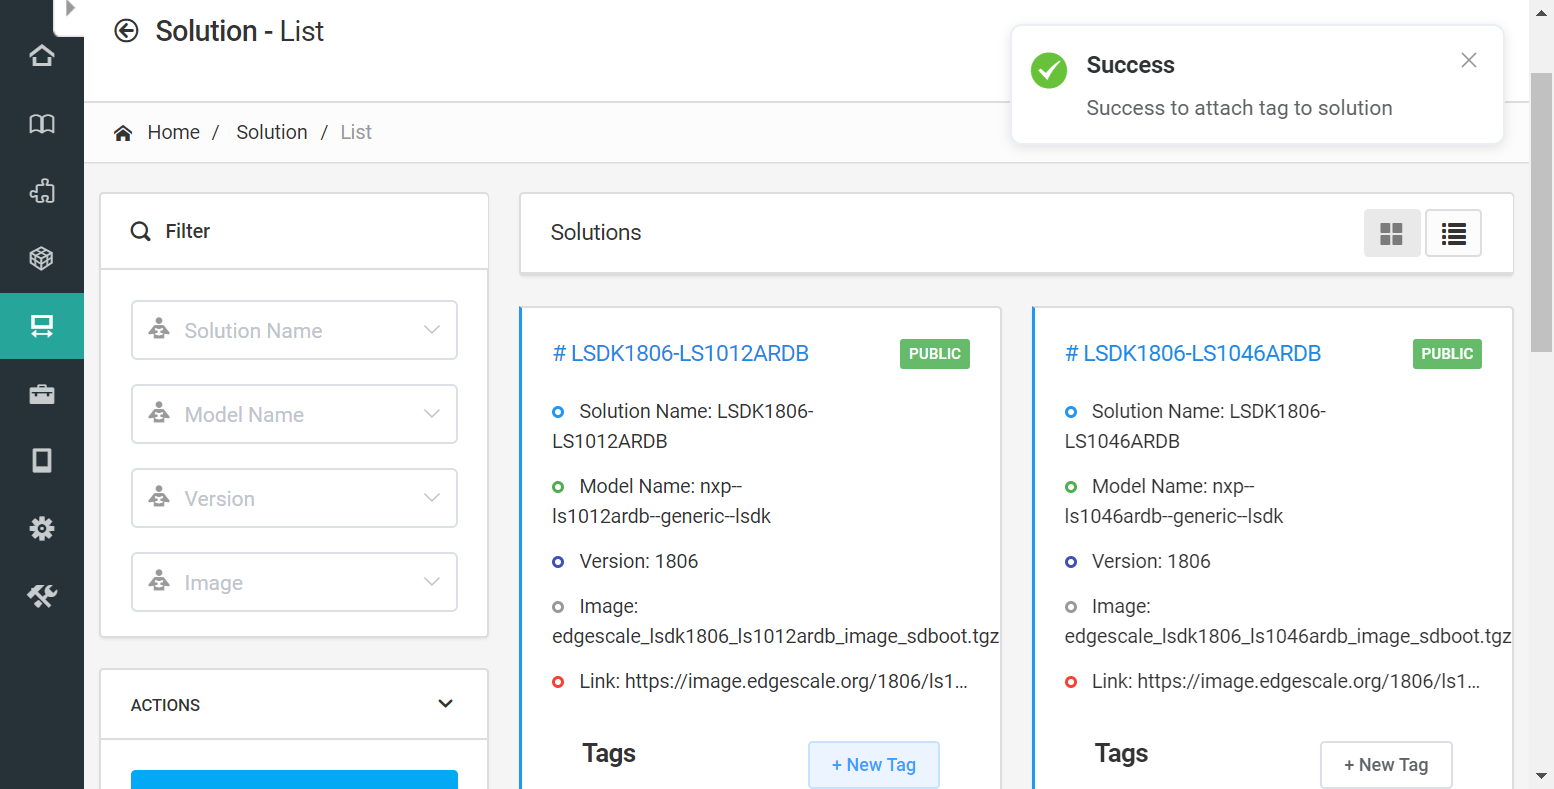 Solution - List
Success
Success to attach tag to solution
Home / Solution / List
Filter
Solution Name
Model Name
Version
Image
ACTIONS
Solutions
# LSDK1806-LS1012ARDB
PUBLIC
Solution Name: LSDK1806-
LS1012ARDB
Model Name: nxp--
ls1012ardb--generic--lsdk
Version: 1806
Image:
edgescale_lsdk1806_ls1012ardb_image_sdboot.tgz
Link: https://image.edgescale.org/1806/ls1...
Tags
+ New Tag
# LSDK1806-LS1046ARDB
PUBLIC
Solution Name: LSDK1806-
LS1046ARDB
Model Name: nxp--
ls1046ardb--generic--lsdk
Version: 1806
Image:
edgescale_lsdk1806_ls1046ardb_image_sdboot.tgz
Link: https://image.edgescale.org/1806/ls1...
Tags
+ New Tag